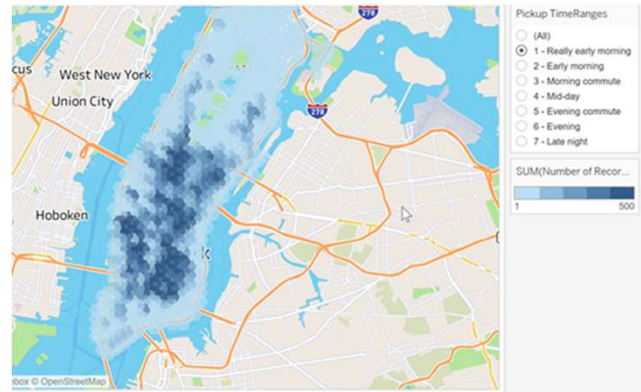 Pickup TimeRanges
(All)
1 - Really early morning
2 - Early morning
3 - Morning commute
4 - Mid-day
5 - Evening commute
6 - Evening
7 - Late night
SUM(Number of Recor...
1 500
278
cus
West New York
Union City
278
Hoboken
K
box © OpenStreetMap